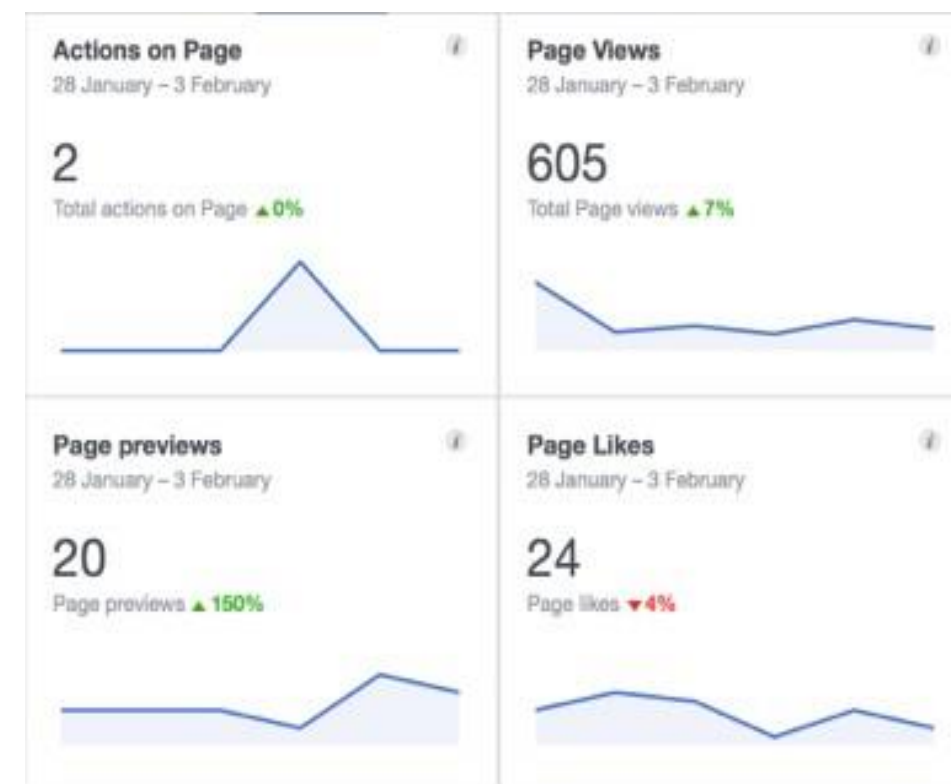 Actions on Page
28 January – 3 February
2
Total actions on Page ▲0%
Page Views
28 January – 3 February
605
Total Page views ▲7%
Page previews
28 January – 3 February
20
Page previews ▲150%
Page Likes
28 January – 3 February
24
Page likes ▼4%